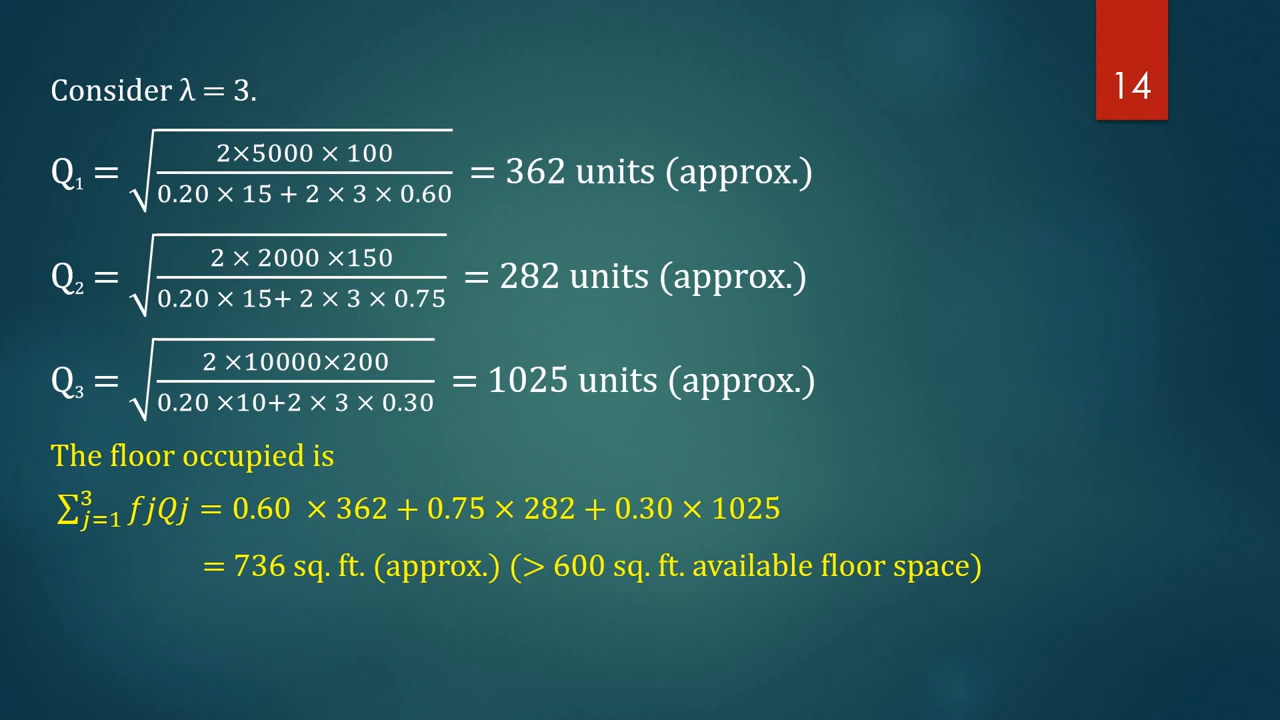 14
Consider λ = 3.
Q₁ = √(2×5000 × 100 / 0.20 × 15 + 2 × 3 × 0.60) = 362 units (approx.)
Q₂ = √(2 × 2000 ×150 / 0.20 × 15+ 2 × 3 × 0.75) = 282 units (approx.)
Q₃ = √(2 ×10000×200 / 0.20 ×10+2 × 3 × 0.30) = 1025 units (approx.)
The floor occupied is
∑³ⱼ₌₁ fjQj = 0.60 × 362 + 0.75 × 282 + 0.30 × 1025
= 736 sq. ft. (approx.) (> 600 sq. ft. available floor space)